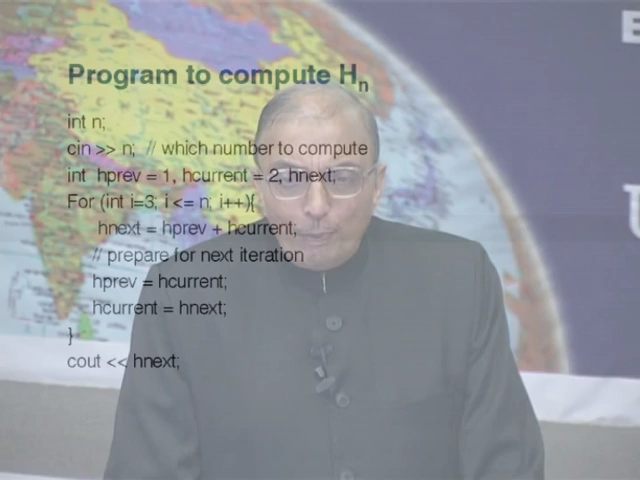 Program to compute Hn
int n;
cin >> n; // which number to compute
int hprev = 1, hcurrent = 2, hnext;
For (int i=3; i <= n; i++){
hnext = hprev + hcurrent;
// prepare for next iteration
hprev = hcurrent;
hcurrent = hnext;
}
cout << hnext;